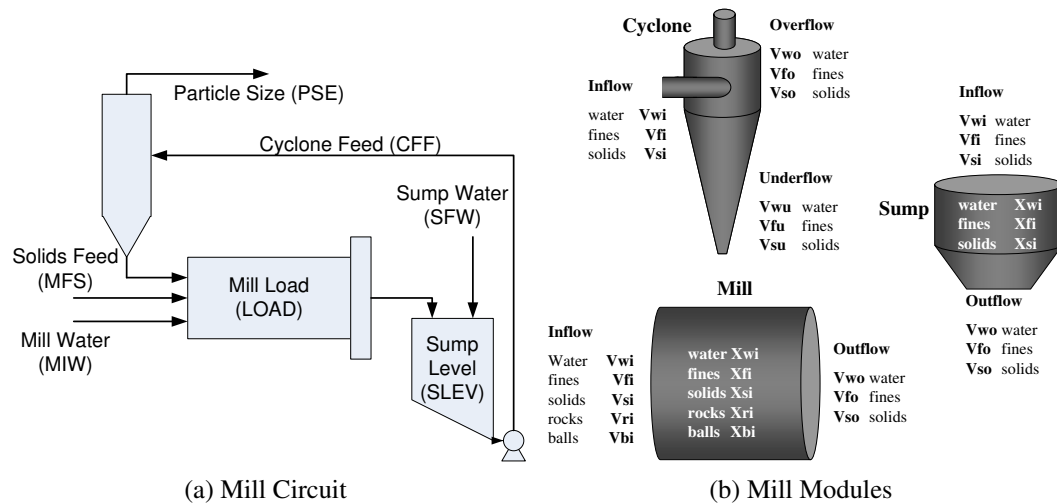 Particle Size (PSE)
Cyclone Feed (CFF)
Sump Water
(SFW)
Solids Feed
(MFS)
Mill Load
(LOAD)
Mill Water
(MIW)
Sump
Level
(SLEV)
(a) Mill Circuit
Cyclone
Overflow
Vwo water
Vfo fines
Vso solids
Inflow
water Vwi
fines Vfi
solids Vsi
Underflow
Vwu water
Vfu fines
Vsu solids
Inflow
Vwi water
Vfi fines
Vsi solids
Sump
water Xwi
fines Xfi
solids Xsi
Outflow
Vwo water
Vfo fines
Vso solids
Mill
Inflow
Water Vwi
fines Vfi
solids Vsi
rocks Vri
balls Vbi
water Xwi
fines Xfi
solids Xsi
rocks Xri
balls Xbi
Outflow
Vwo water
Vfo fines
Vso solids
(b) Mill Modules